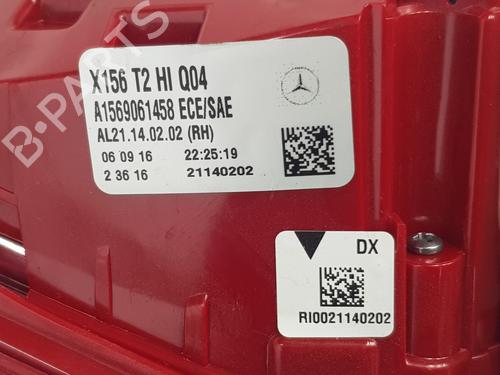 X156 T2 HI Q04
A1569061458 ECE/SAE
AL21.14.02.02 (RH)
06 09 16 22:25:19
2 36 16 21140202
DX
RI0021140202